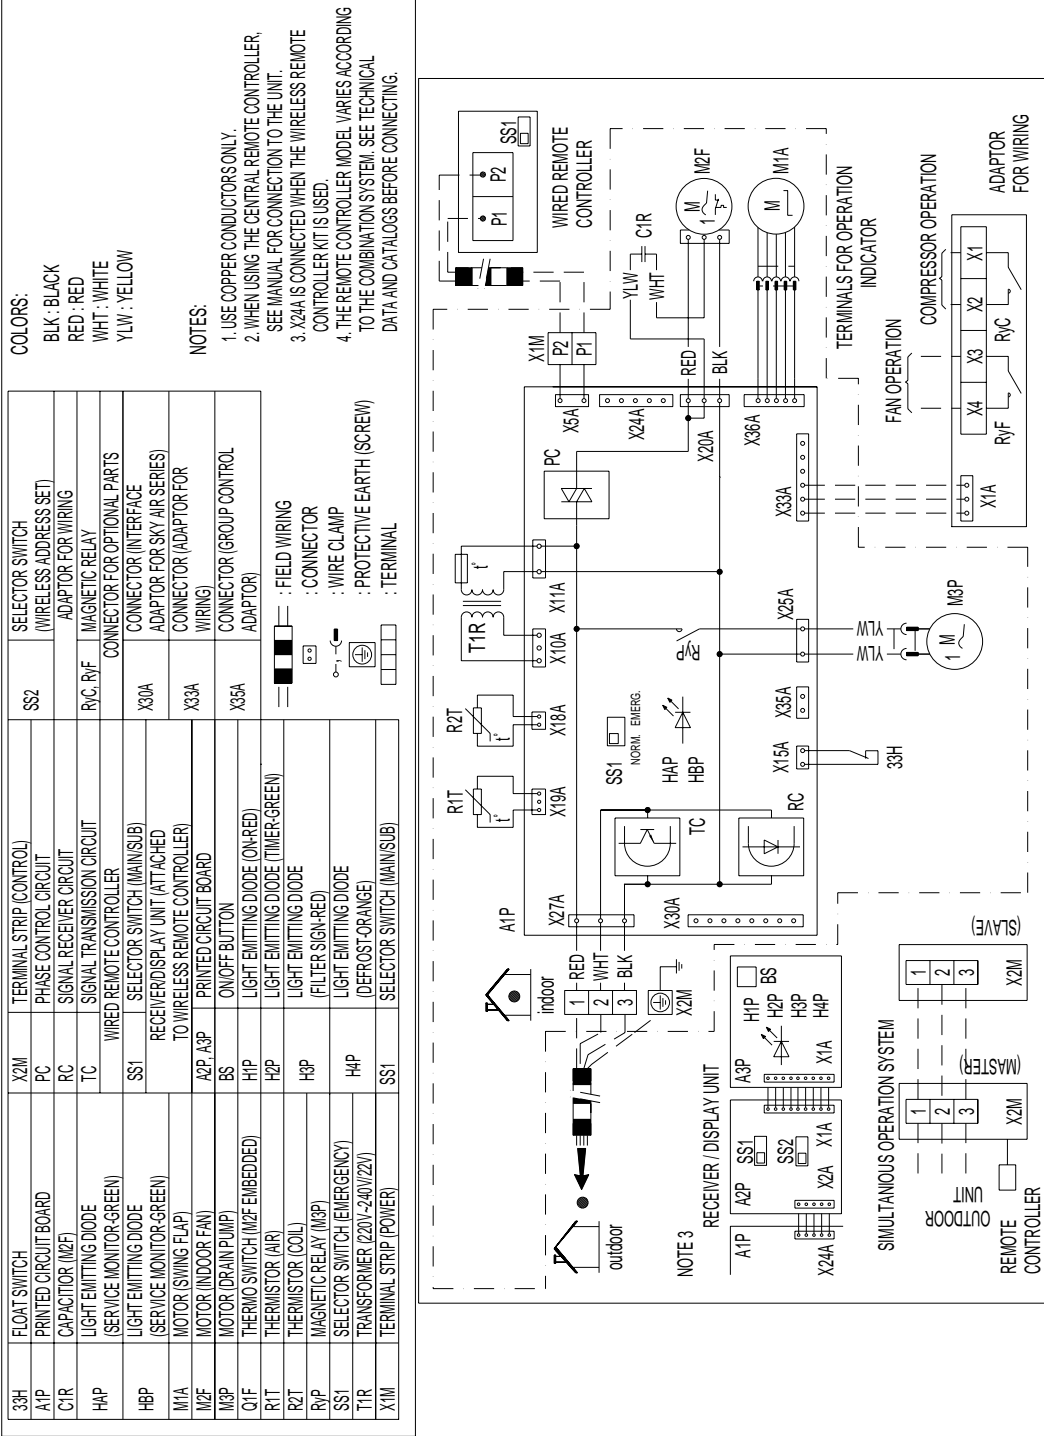 33H FLOAT SWITCH
A1P PRINTED CIRCUIT BOARD
C1R CAPACITIOR (M2F)
HAP LIGHT EMITTING DIODE
(SERVICE MONITOR-GREEN)
HBP LIGHT EMITTING DIODE
(SERVICE MONITOR-GREEN)
M1A MOTOR (SWING FLAP)
M2F MOTOR (INDOOR FAN)
M3P MOTOR (DRAIN PUMP)
Q1F THERMO SWITCH (M2F EMBEDDED)
R1T THERMISTOR (AIR)
R2T THERMISTOR (COIL)
RyP MAGNETIC RELAY (M3P)
SS1 SELECTOR SWITCH (EMERGENCY)
T1R TRANSFORMER (220V-240V/22V)
X1M TERMINAL STRIP (POWER)
X2M TERMINAL STRIP (CONTROL)
PC PHASE CONTROL CIRCUIT
RC SIGNAL RECEIVER CIRCUIT
TC SIGNAL TRANSMISSION CIRCUIT
WIRED REMOTE CONTROLLER
SS1 SELECTOR SWITCH (MAIN/SUB)
RECEIVER/DISPLAY UNIT (ATTACHED
TO WIRELESS REMOTE CONTROLLER)
A2P, A3P PRINTED CIRCUIT BOARD
BS ON/OFF BUTTON
H1P LIGHT EMITTING DIODE (ON-RED)
H2P LIGHT EMITTING DIODE (TIMER-GREEN)
H3P LIGHT EMITTING DIODE
(FILTER SIGN-RED)
H4P LIGHT EMITTING DIODE
(DEFROST-ORANGE)
SS1 SELECTOR SWITCH (MAIN/SUB)
SS2 SELECTOR SWITCH
(WIRELESS ADDRESS SET)
ADAPTOR FOR WIRING
RyC, RyF MAGNETIC RELAY
CONNECTOR FOR OPTIONAL PARTS
X30A CONNECTOR (INTERFACE
ADAPTOR FOR SKY AIR SERIES)
X33A CONNECTOR (ADAPTOR FOR
WIRING)
X35A CONNECTOR (GROUP CONTROL
ADAPTOR)
: FIELD WIRING
: CONNECTOR
: WIRE CLAMP
: PROTECTIVE EARTH (SCREW)
: TERMINAL
COLORS:
BLK : BLACK
RED : RED
WHT : WHITE
YLW : YELLOW
NOTES:
1. USE COPPER CONDUCTORS ONLY.
2. WHEN USING THE CENTRAL REMOTE CONTROLLER,
SEE MANUAL FOR CONNECTION TO THE UNIT.
3. X24A IS CONNECTED WHEN THE WIRELESS REMOTE
CONTROLLER KIT IS USED.
4. THE REMOTE CONTROLLER MODEL VARIES ACCORDING
TO THE COMBINATION SYSTEM. SEE TECHNICAL
DATA AND CATALOGS BEFORE CONNECTING.
P1 P2 SS1
WIRED REMOTE
CONTROLLER
X1M P2 P1
YLW WHT C1R
M2F
M 1
M1A
M
RED BLK
X5A X24A X20A X36A
PC
T1R t°
X10A X11A
R2T t° X18A
R1T t° X19A
A1P
X27A
X30A
TC
RC
SS1
NORM. EMERG.
HAP
HBP
RyP
X15A X35A X25A X33A
33H
YLW YLW
M3P
1 M
indoor
RED WHT BLK
1 2 3
X2M
outdoor
TERMINALS FOR OPERATION
INDICATOR
FAN OPERATION
COMPRESSOR OPERATION
X4 X3 X2 X1
RyF RyC
X1A
ADAPTOR
FOR WIRING
NOTE 3
RECEIVER / DISPLAY UNIT
A1P X24A
A2P SS1 SS2 X2A X1A
A3P BS
H1P
H2P
H3P
H4P
X1A
SIMULTANIOUS OPERATION SYSTEM
(MASTER) (SLAVE)
1 2 3 X2M
1 2 3 X2M
OUTDOOR
UNIT
REMOTE
CONTROLLER